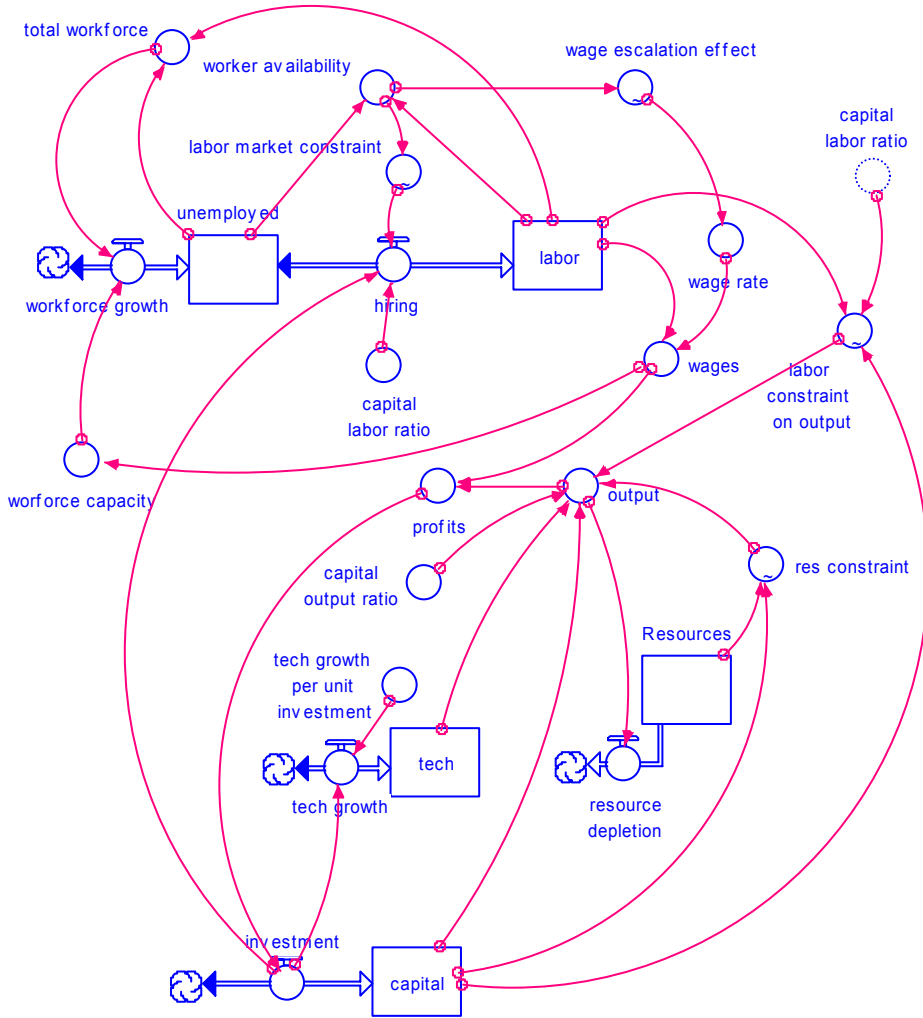 total workforce
worker availability
wage escalation effect
capital
labor ratio
labor market constraint
unemployed
labor
workforce growth
hiring
wage rate
capital
labor ratio
wages
labor
constraint
on output
worforce capacity
profits
output
capital
output ratio
res constraint
Resources
tech growth
per unit
investment
tech
tech growth
resource
depletion
investment
capital